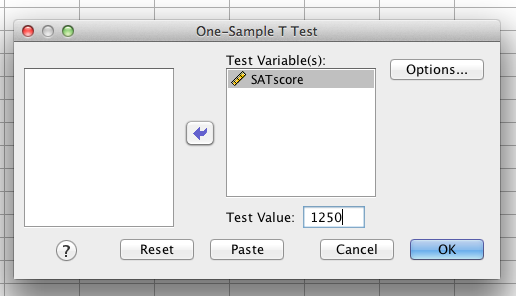 One-Sample T Test
Test Variable(s):
SATscore
Options...
Test Value: 1250
?
Reset
Paste
Cancel
OK